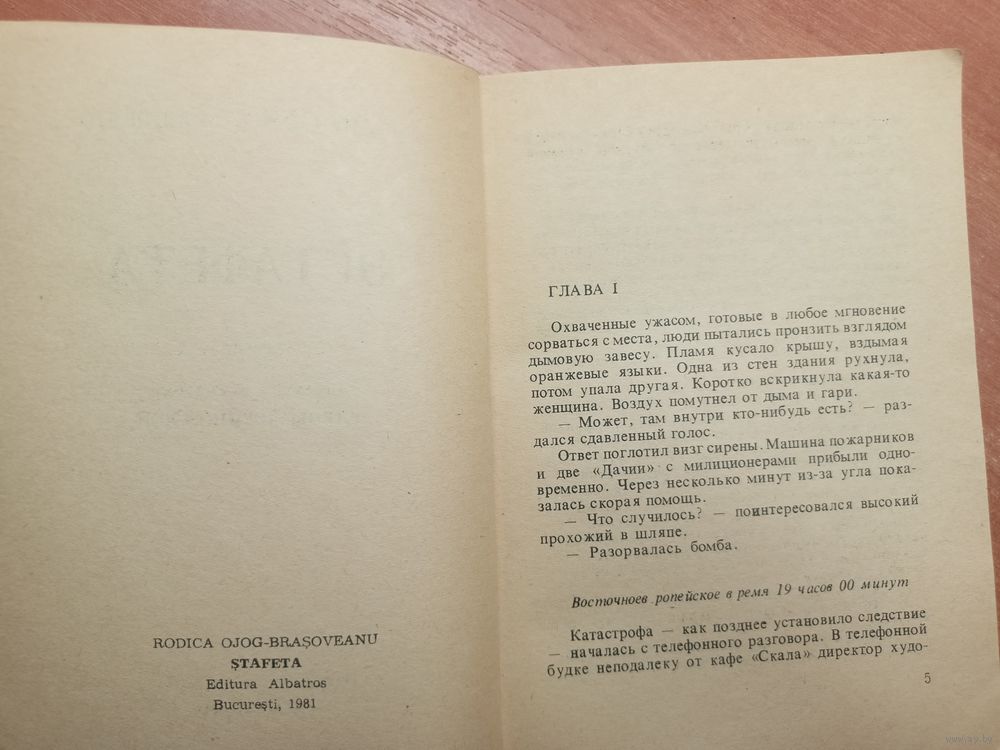 RODICA OJOG-BRAȘOVEANU
ȘTAFETA
Editura Albatros
București, 1981
ГЛАВА I
Охваченные ужасом, готовые в любое мгновение
сорваться с места, люди пытались пронзить взглядом
дымовую завесу. Пламя кусало крышу, вздымая
оранжевые языки. Одна из стен здания рухнула,
потом упала другая. Коротко вскрикнула какая-то
женщина. Воздух помутнел от дыма и гари.
— Может, там внутри кто-нибудь есть? — раз-
дался сдавленный голос.
Ответ поглотил визг сирены. Машина пожарников
и две «Дачии» с милиционерами прибыли одно-
временно. Через несколько минут из-за угла пока-
залась скорая помощь.
— Что случилось? — поинтересовался высокий
прохожий в шляпе.
— Разорвалась бомба.
Восточноев ропейское в ремя 19 часов 00 минут
Катастрофа — как позднее установило следствие
— началась с телефонного разговора. В телефонной
будке неподалеку от кафе «Скала» директор худо-
5
www.ay.by